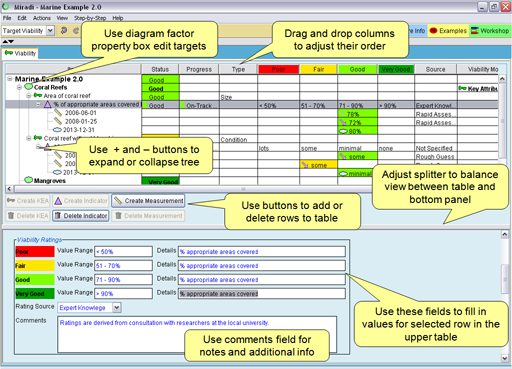 Miradi - Marine Example 2.0
File Edit Actions View Step-by-Step Help
Target Viability
Info Examples Workshop
Use diagram factor
property box edit targets
Drag and drop columns
to adjust their order
Viability
Item Status Progress Type Poor Fair Good Very Good Source Viability Mo
Marine Example 2.0 Good
Coral Reefs Good Key Attrib
Area of coral reef Good Size
% of appropriate areas covered Good On-Track < 50% 51 - 70% 71 - 90% > 90% Expert Knowl...
2006-06-01 78% Rapid Asses...
2008-01-25 72% Rapid Asses...
2013-12-31 80%
Coral reef Condition
lots some minimal none Not Specified
200 some Rough Guess
200 some
201 minimal
Mangroves Very Good
Use + and – buttons to
expand or collapse tree
Adjust splitter to balance
view between table and
bottom panel
Create KEA Create Indicator Create Measurement
Delete KEA Delete Indicator Delete Measurement
Use buttons to add or
delete rows to table
Viability Ratings
Poor Value Range < 50% Details % appropriate areas covered
Fair Value Range 51 - 70% Details % appropriate areas covered
Good Value Range 71 - 90% Details % appropriate areas covered
Very Good Value Range > 90% Details % appropriate areas covered
Rating Source Expert Knowlege
Comments Ratings are derived from consultation with researchers at the local university.
Use these fields to fill in
values for selected row in the
upper table
Use comments field for
notes and additional info